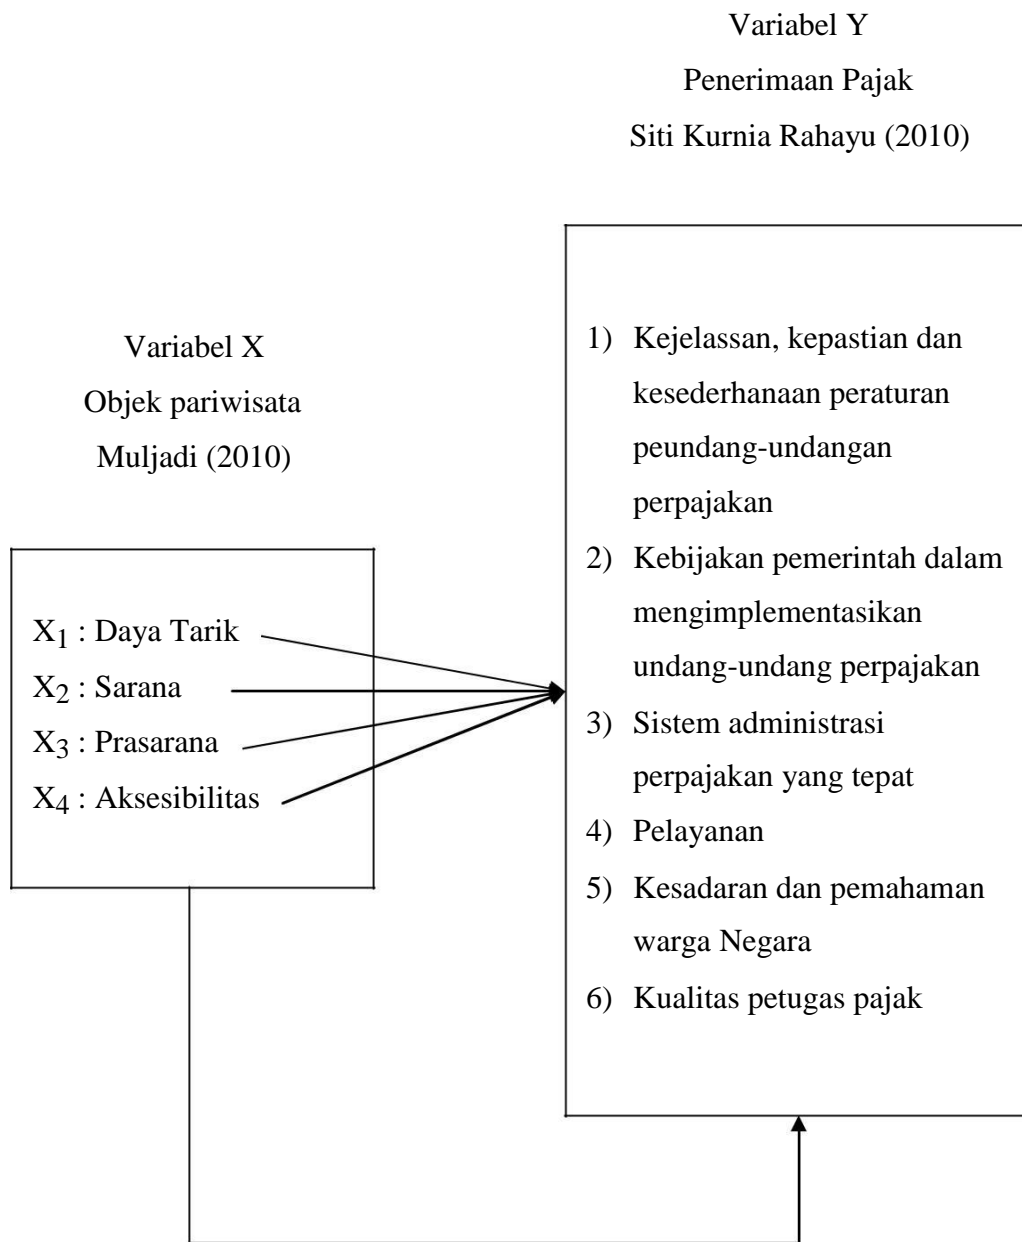 Variabel Y
Penerimaan Pajak
Siti Kurnia Rahayu (2010)
Variabel X
Objek pariwisata
Muljadi (2010)
X1 : Daya Tarik
X2 : Sarana
X3 : Prasarana
X4 : Aksesibilitas
1) Kejelassan, kepastian dan
kesederhanaan peraturan
peundang-undangan
perpajakan
2) Kebijakan pemerintah dalam
mengimplementasikan
undang-undang perpajakan
3) Sistem administrasi
perpajakan yang tepat
4) Pelayanan
5) Kesadaran dan pemahaman
warga Negara
6) Kualitas petugas pajak